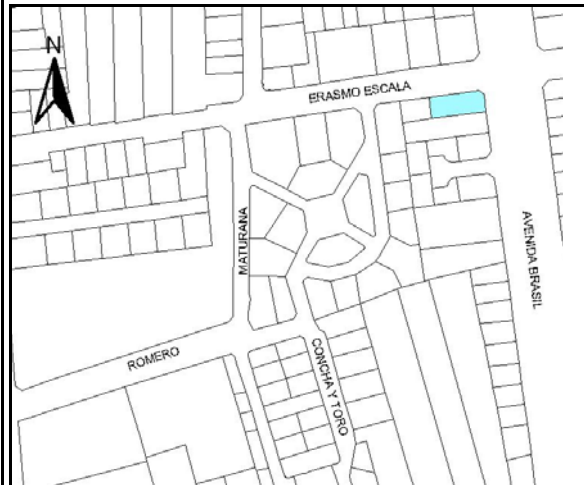 N
ERASMO ESCALA
MATURANA
AVENIDA BRASIL
ROMERO
CONCHA Y TORO